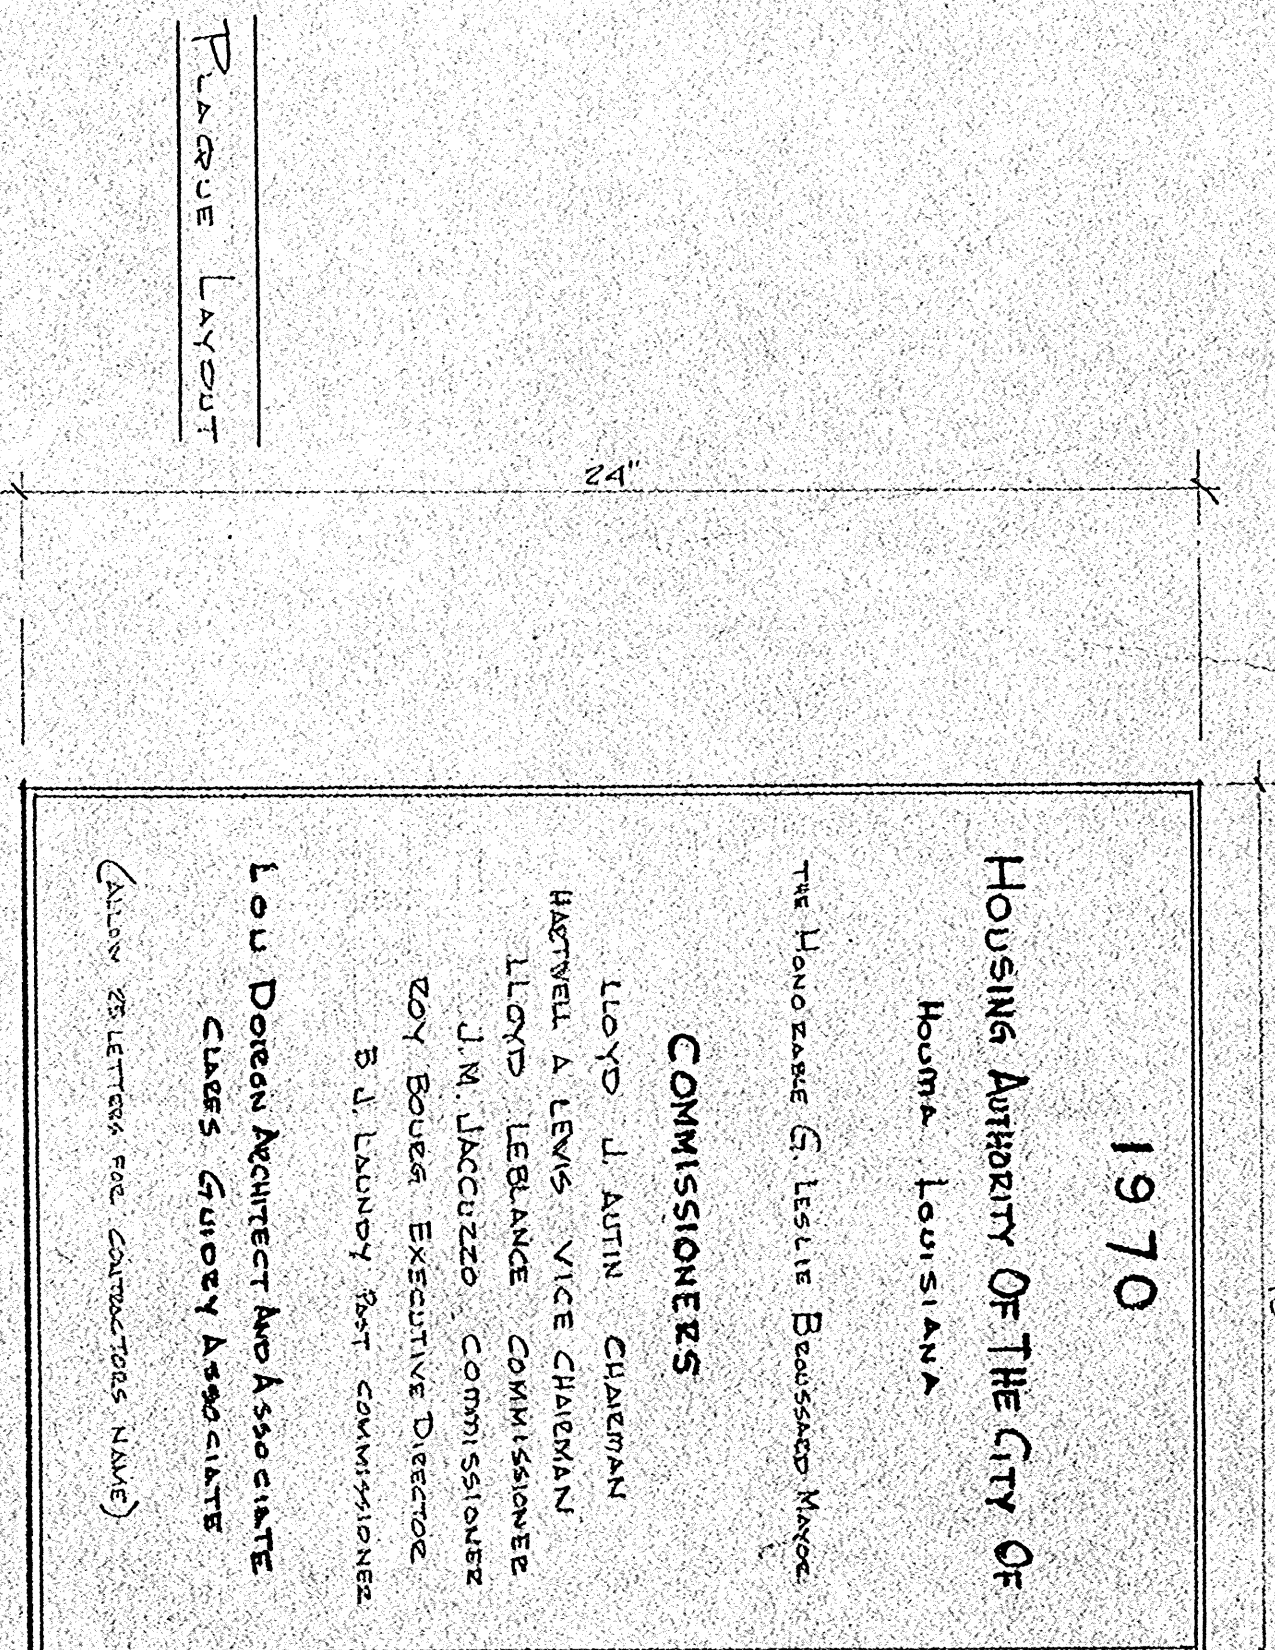 1970
HOUSING AUTHORITY OF THE CITY OF
HOUMA LOUISIANA
THE HONORABLE G. LESLIE BROUSSARD MAYOR
COMMISSIONERS
LLOYD J. AUTIN CHAIRMAN
HARTWELL A LEWIS VICE CHAIRMAN
LLOYD LEBLANCE COMMISSIONER
J.M. JACCUZZO COMMISSIONER
ROY BOURG EXECUTIVE DIRECTOR
B J. LAUNDY PAST COMMISSIONER
LOU DOIRON ARCHITECT AND ASSOCIATE
CLARES GUIDRY ASSOCIATE
(ALLOW 25 LETTERS FOR CONTRACTORS NAME)
24"
PLAQUE LAYOUT